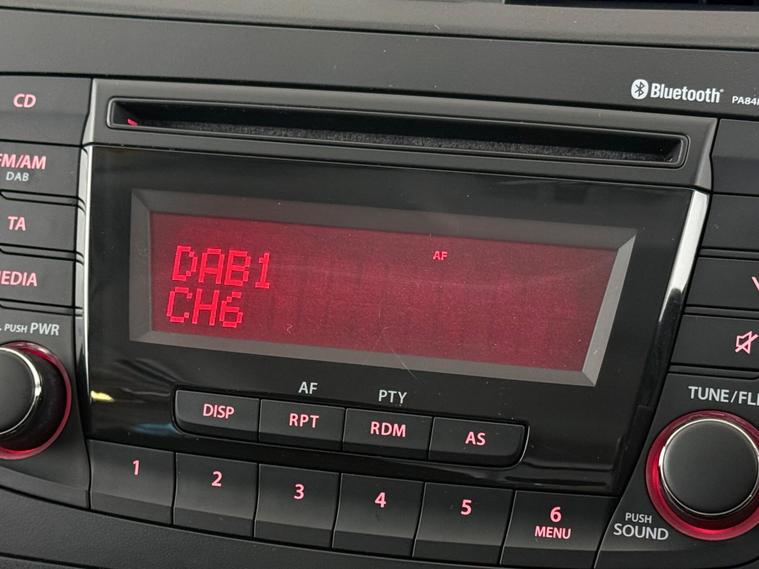 CD
Bluetooth
FM/AM
DAB
TA
MEDIA
PUSH PWR
AF
DAB1
CH6
AF
PTY
DISP
RPT
RDM
AS
1
2
3
4
5
6
MENU
TUNE/FL
PUSH
SOUND